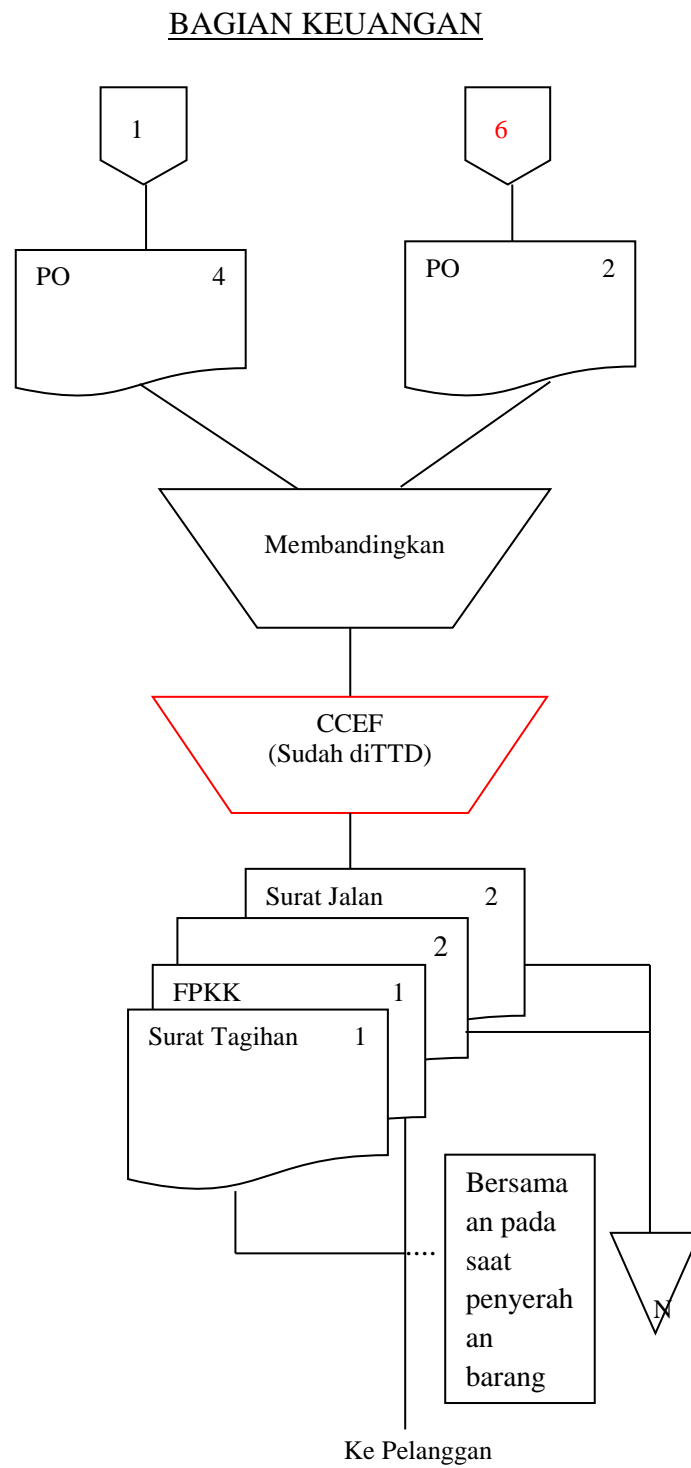 BAGIAN KEUANGAN
1
6
PO 4
PO 2
Membandingkan
CCEF
(Sudah diTTD)
Surat Jalan 2
2
FPKK 1
Surat Tagihan 1
Bersama
an pada
saat
penyerah
an
barang
N
Ke Pelanggan